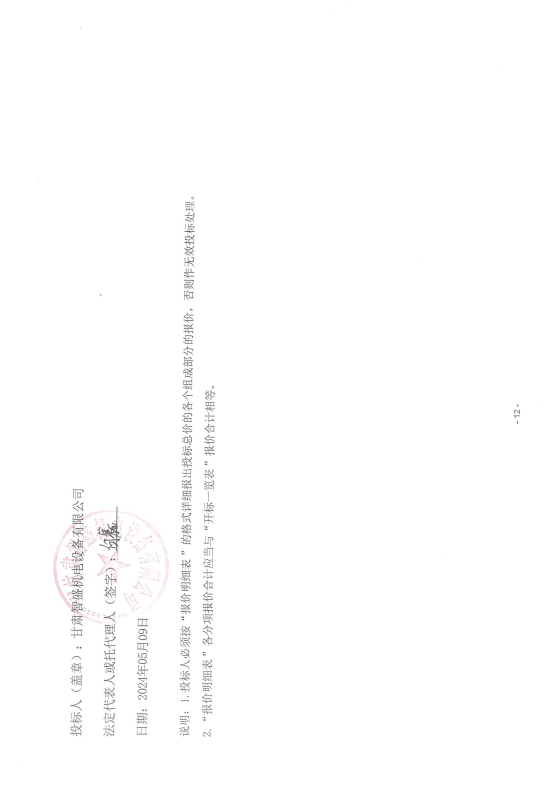 投标人（盖章）：甘肃智盛机电设备有限公司
法定代表人或托代理人（签字）：
日期：2024年05月09日
说明：1.投标人必须按“报价明细表”的格式详细报出投标总价的各个组成部分的报价，否则作无效投标处理。
2.“报价明细表”各分项报价合计应当与“开标一览表”报价合计相等。
- 12 -